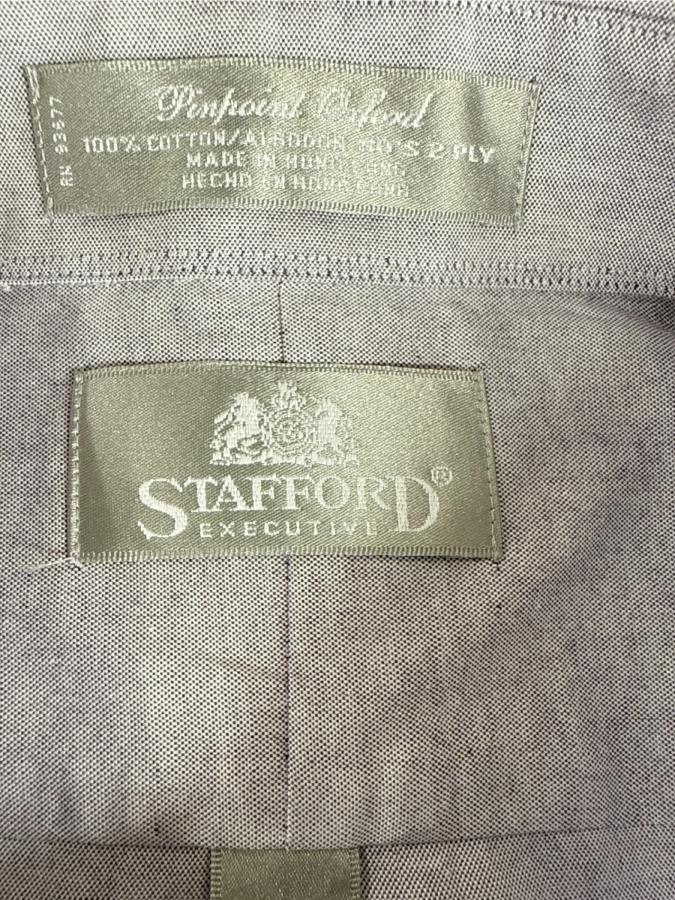 Pinpoint Oxford
100% COTTON/ALGODON 80'S 2 PLY
MADE IN HONG KONG
HECHO EN HONG KONG
RN 93677
STAFFORD®
EXECUTIVE